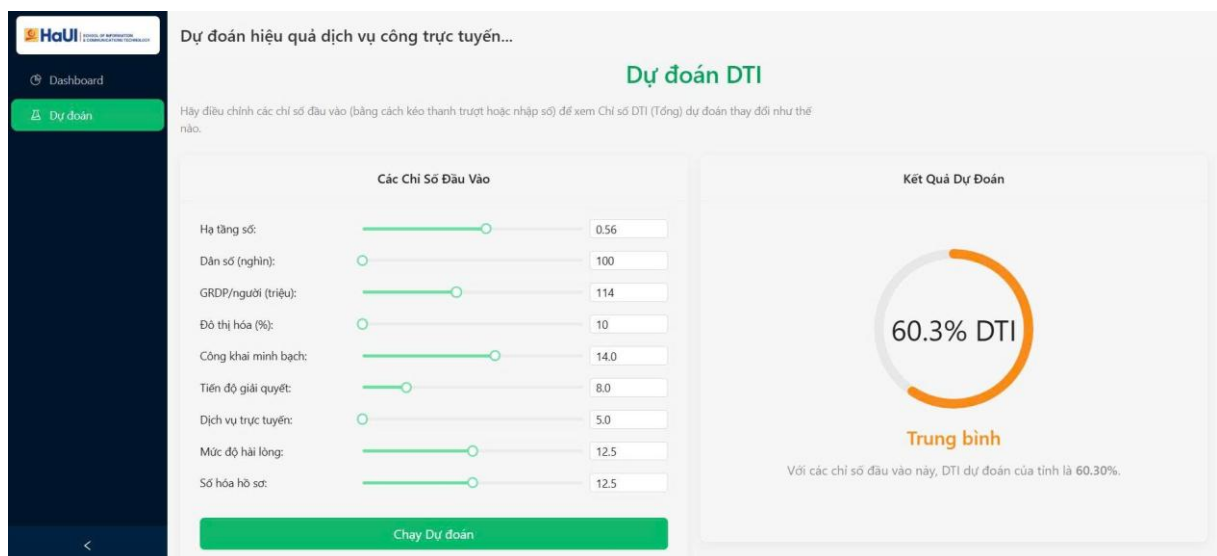 HaUI SCHOOL OF INFORMATION
& COMMUNICATIONS TECHNOLOGY
Dashboard
Dự đoán
Dự đoán hiệu quả dịch vụ công trực tuyến...
Dự đoán DTI
Hãy điều chỉnh các chỉ số đầu vào (bằng cách kéo thanh trượt hoặc nhập số) để xem Chỉ số DTI (Tổng) dự đoán thay đổi như thế
nào.
Các Chỉ Số Đầu Vào
Hạ tầng số: 0.56
Dân số (nghìn): 100
GRDP/người (triệu): 114
Đô thị hóa (%): 10
Công khai minh bạch: 14.0
Tiến độ giải quyết: 8.0
Dịch vụ trực tuyến: 5.0
Mức độ hài lòng: 12.5
Số hóa hồ sơ: 12.5
Chạy Dự đoán
Kết Quả Dự Đoán
60.3% DTI
Trung bình
Với các chỉ số đầu vào này, DTI dự đoán của tỉnh là 60.30%.